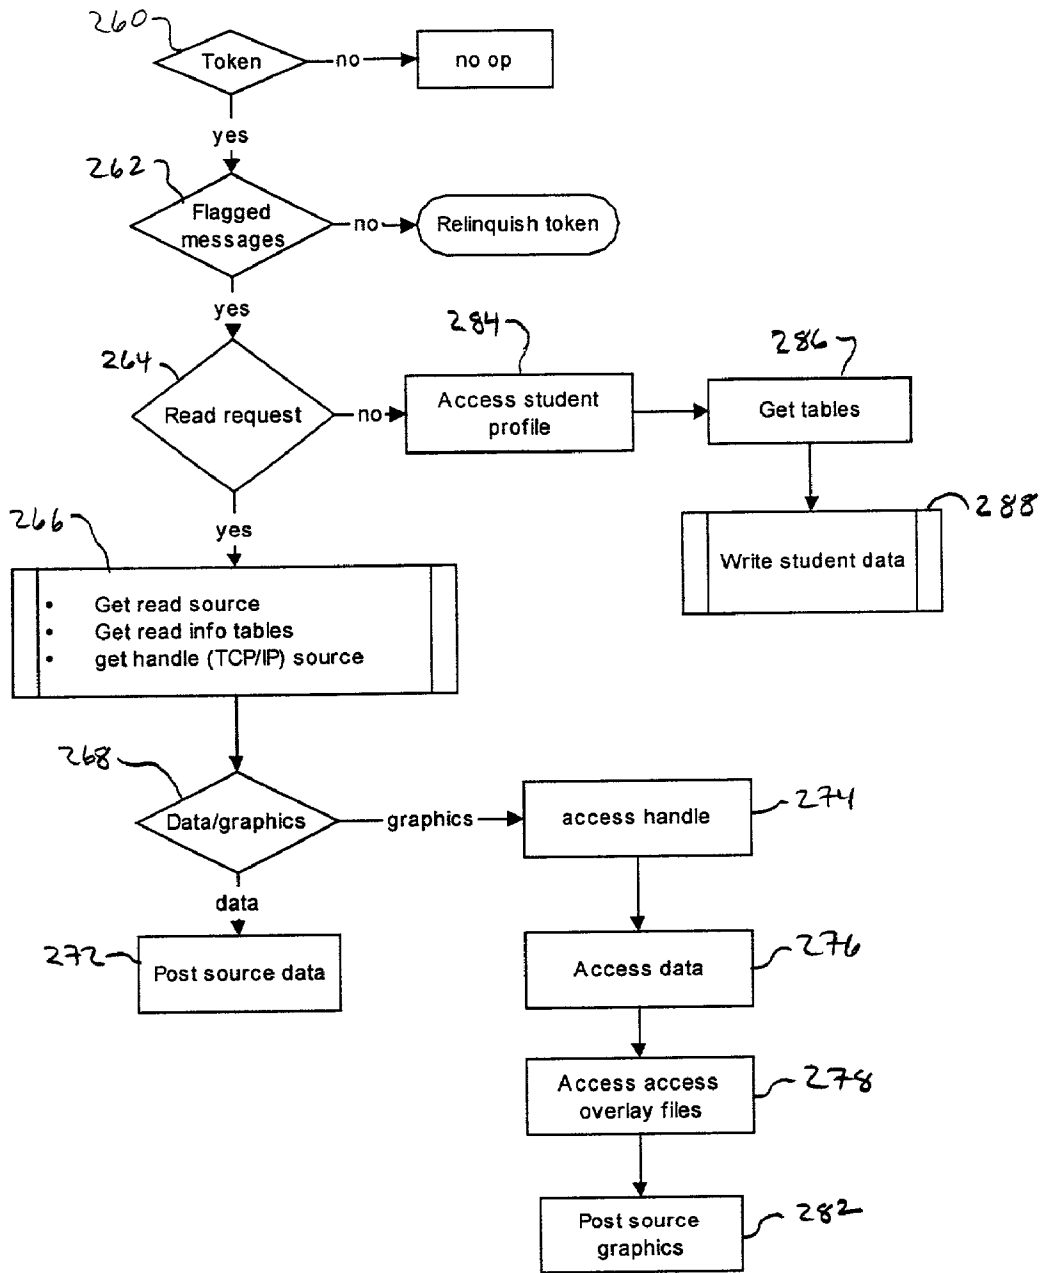 260
Token
no
no op
yes
262
Flagged
messages
no
Relinquish token
yes
284
286
264
Read request
no
Access student
profile
Get tables
yes
266
288
Write student data
• Get read source
• Get read info tables
• get handle (TCP/IP) source
268
Data/graphics
graphics
access handle
274
data
272
Post source data
Access data
276
Access access
overlay files
278
Post source
graphics
282